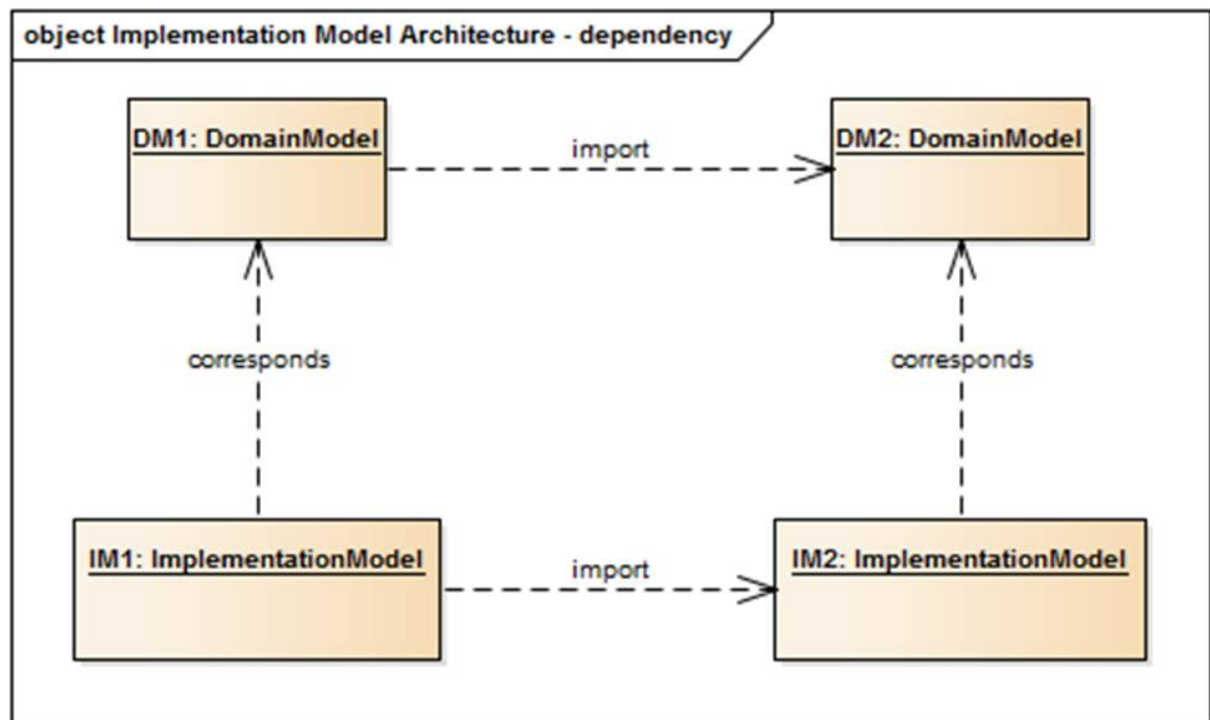 object Implementation Model Architecture - dependency
DM1: DomainModel
import
DM2: DomainModel
corresponds
corresponds
IM1: ImplementationModel
import
IM2: ImplementationModel